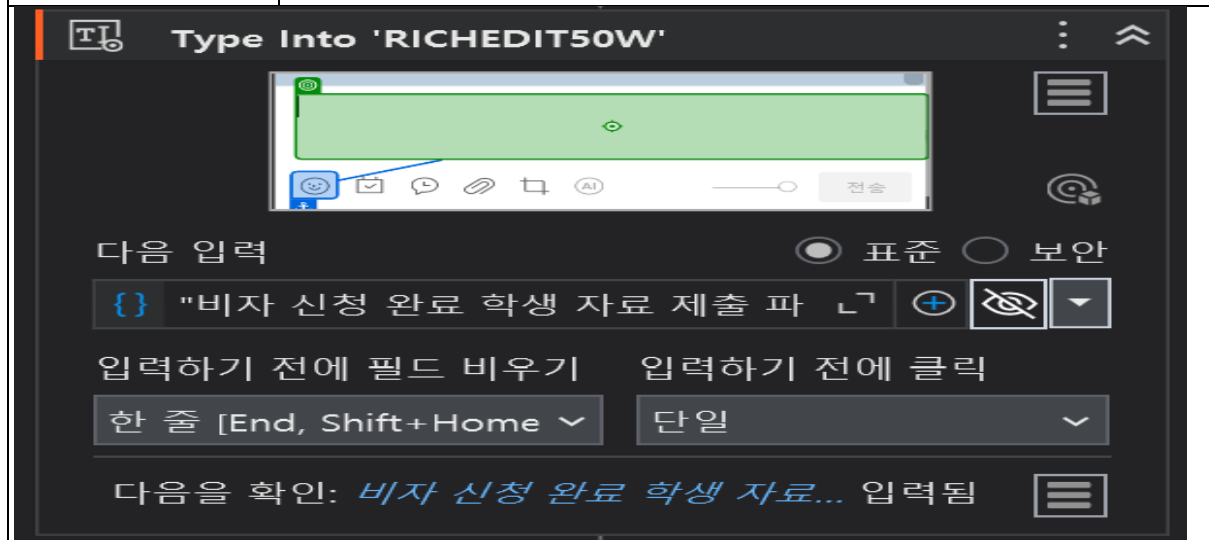 Type Into 'RICHEDIT50W'
AI
전송
다음 입력 표준 보안
{} "비자 신청 완료 학생 자료 제출 파
입력하기 전에 필드 비우기 입력하기 전에 클릭
한 줄 [End, Shift+Home 단일
다음을 확인: 비자 신청 완료 학생 자료... 입력됨